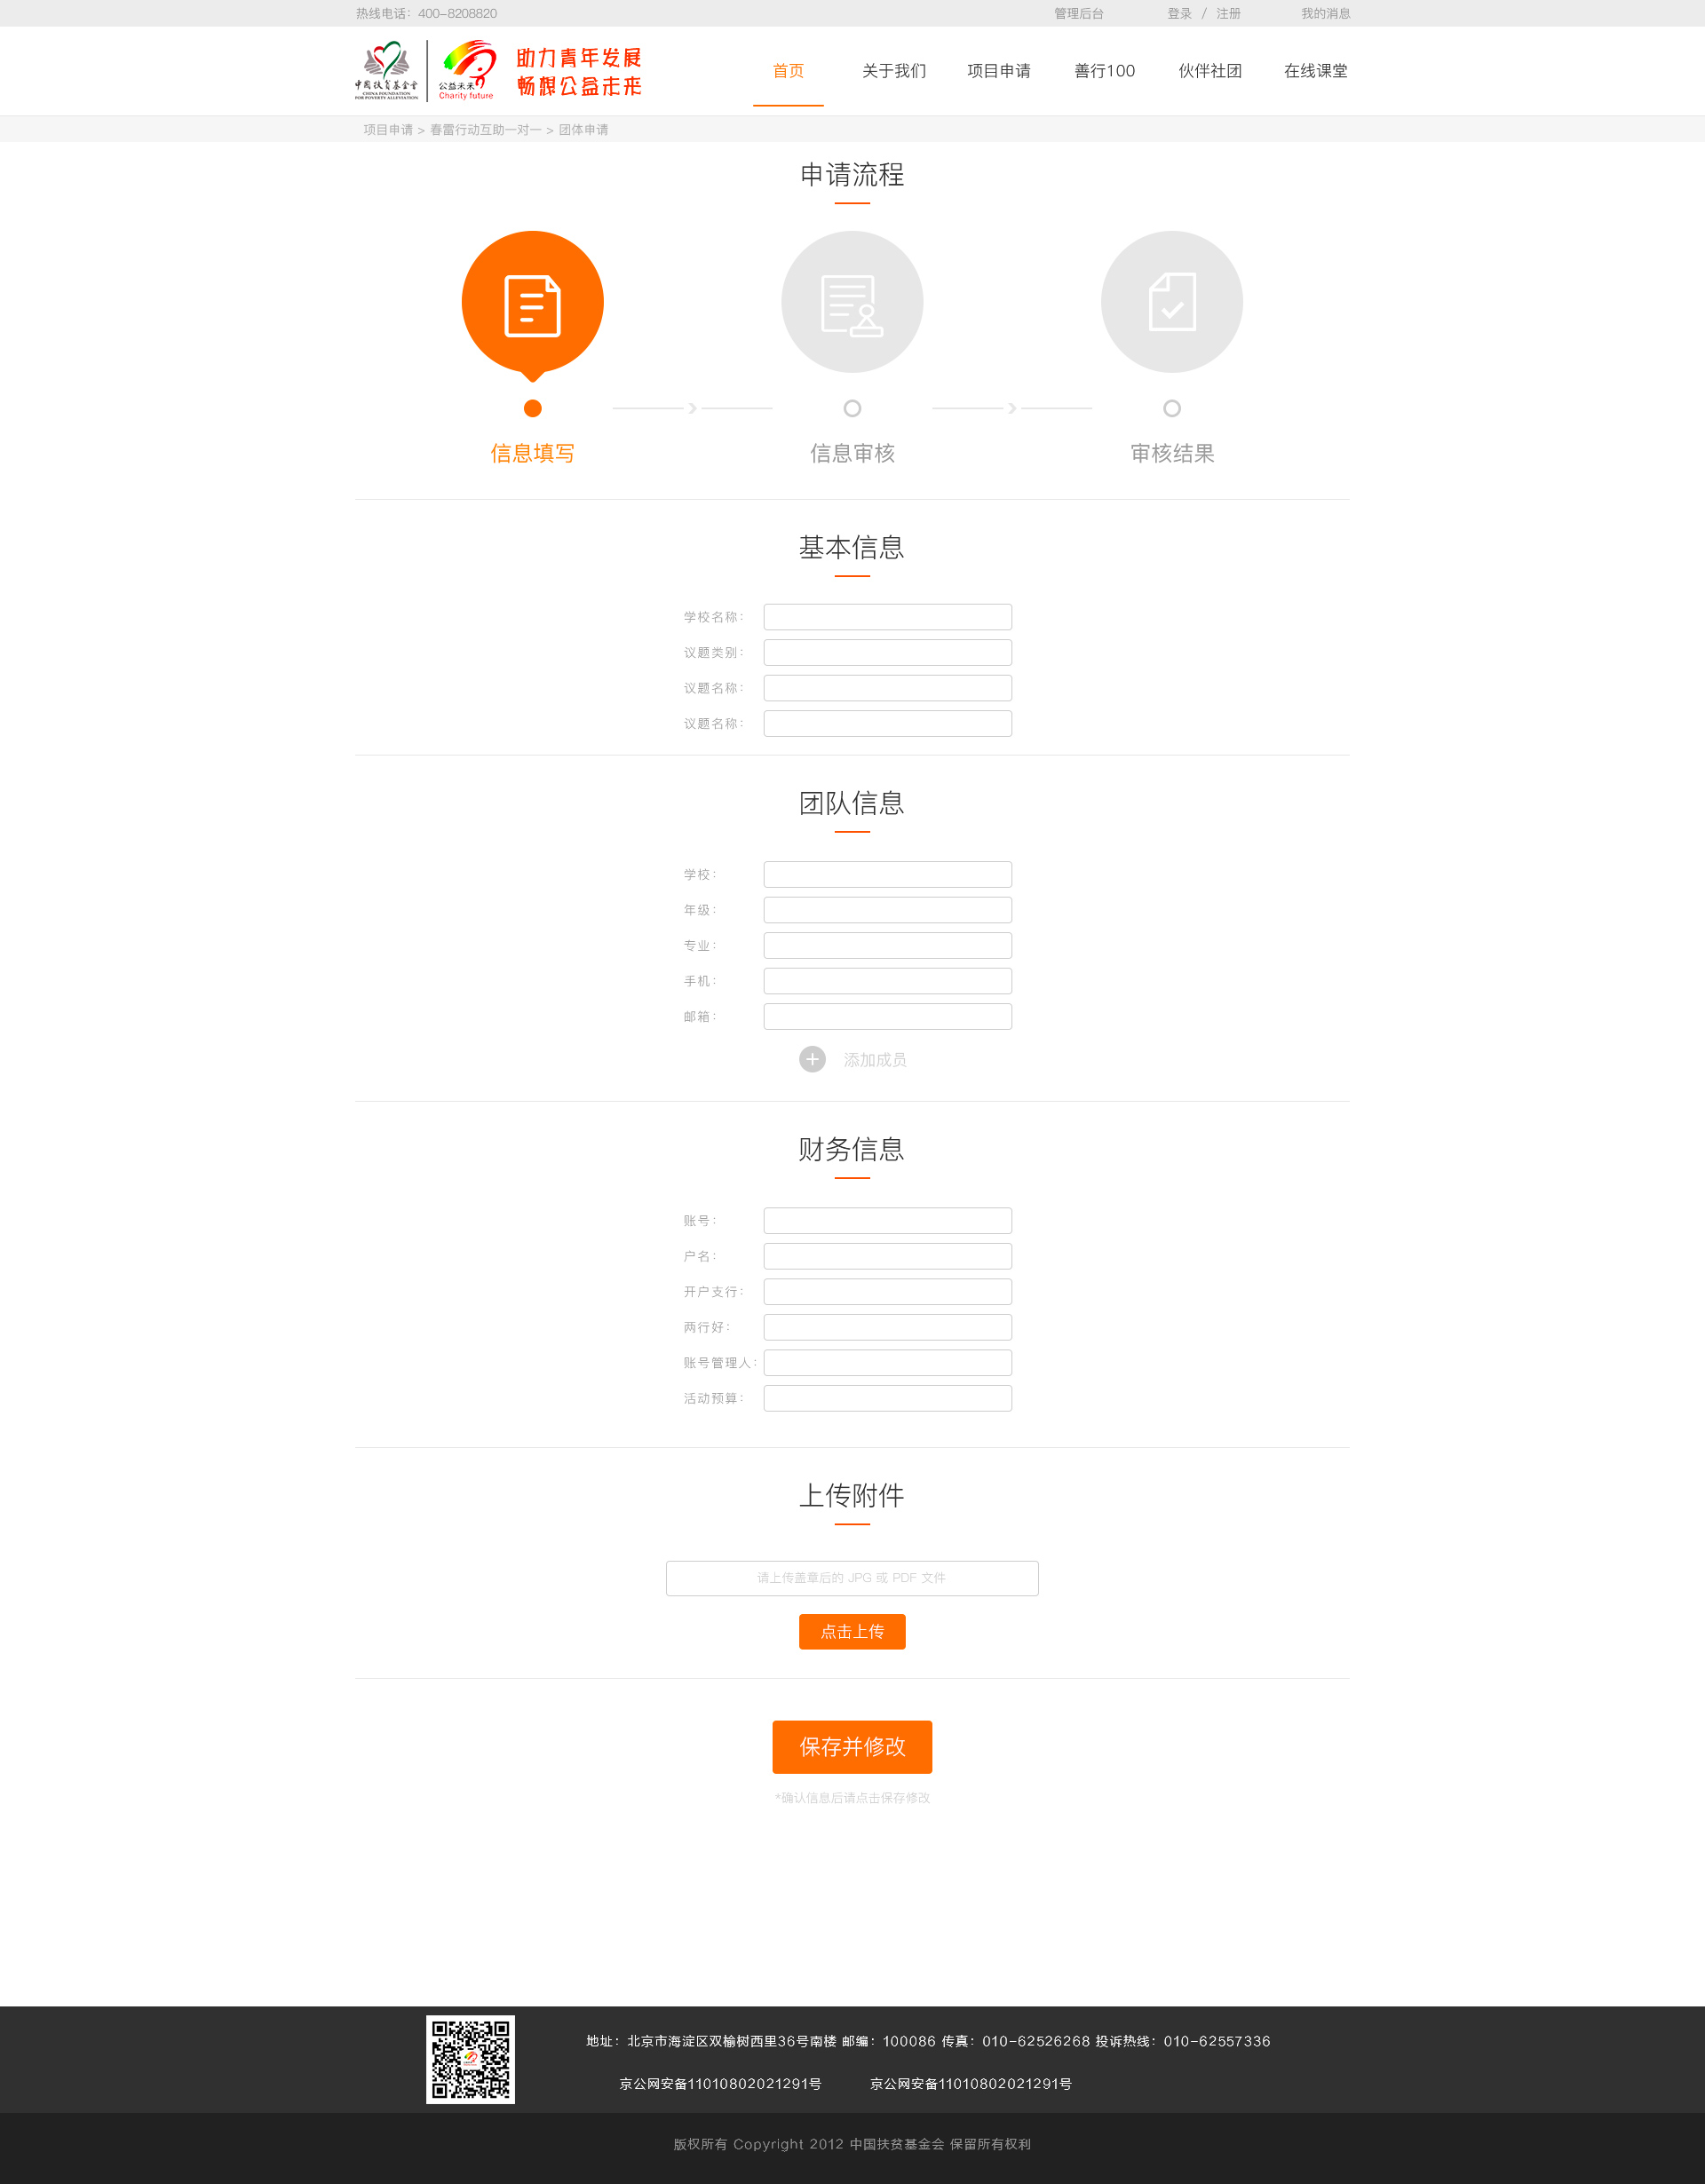 热线电话：400-8208820 管理后台 登录 / 注册 我的消息
中国扶贫基金会
CHINA FOUNDATION
FOR POVERTY ALLEVIATION
公益未来
Charity future
助力青年发展
畅想公益未来
首页 关于我们 项目申请 善行100 伙伴社团 在线课堂
项目申请 > 春雷行动互助一对一 > 团体申请
申请流程
信息填写 信息审核 审核结果
基本信息
学校名称：
议题类别：
议题名称：
议题名称：
团队信息
学校：
年级：
专业：
手机：
邮箱：
添加成员
财务信息
账号：
户名：
开户支行：
两行好：
账号管理人：
活动预算：
上传附件
请上传盖章后的 JPG 或 PDF 文件
点击上传
保存并修改
*确认信息后请点击保存修改
地址：北京市海淀区双榆树西里36号南楼 邮编：100086 传真：010-62526268 投诉热线：010-62557336
京公网安备11010802021291号 京公网安备11010802021291号
版权所有 Copyright 2012 中国扶贫基金会 保留所有权利